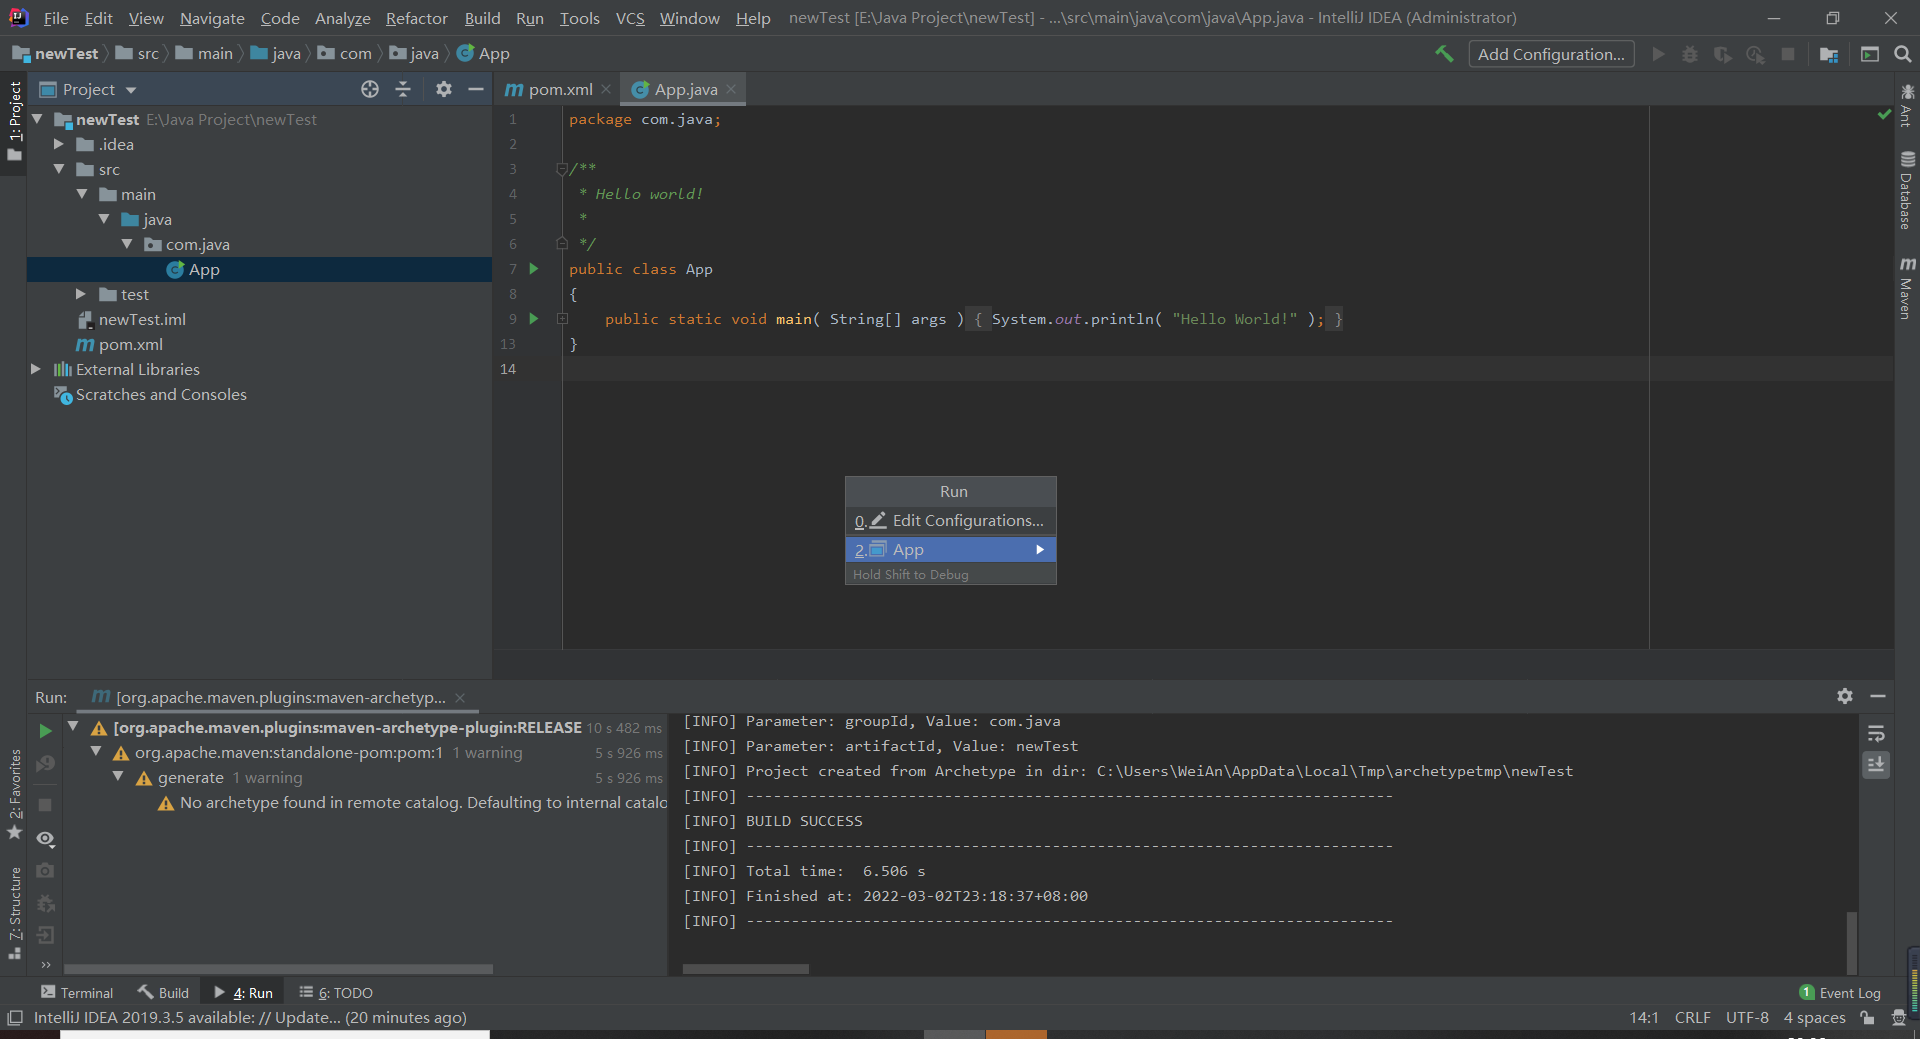 File Edit View Navigate Code Analyze Refactor Build Run Tools VCS Window Help newTest [E:\Java Project\newTest] - ...\src\main\java\com\java\App.java - IntelliJ IDEA (Administrator)
newTest src main java com java App Add Configuration...
1: Project
Project
newTest E:\Java Project\newTest
.idea
src
main
java
com.java
App
test
newTest.iml
pom.xml
External Libraries
Scratches and Consoles
pom.xml App.java
1 package com.java;
2
3 /**
4 * Hello world!
5 *
6 */
7 public class App
8 {
9 public static void main( String[] args ) { System.out.println( "Hello World!" ); }
13 }
14
Run
0. Edit Configurations...
2. App
Hold Shift to Debug
Ant
Database
Maven
Run: [org.apache.maven.plugins:maven-archetyp...
[org.apache.maven.plugins:maven-archetype-plugin:RELEASE 10 s 482 ms
org.apache.maven:standalone-pom:pom:1 1 warning 5 s 926 ms
generate 1 warning 5 s 926 ms
No archetype found in remote catalog. Defaulting to internal catalo
[INFO] Parameter: groupId, Value: com.java
[INFO] Parameter: artifactId, Value: newTest
[INFO] Project created from Archetype in dir: C:\Users\WeiAn\AppData\Local\Tmp\archetypetmp\newTest
[INFO] ------------------------------------------------------------------------
[INFO] BUILD SUCCESS
[INFO] ------------------------------------------------------------------------
[INFO] Total time:  6.506 s
[INFO] Finished at: 2022-03-02T23:18:37+08:00
[INFO] ------------------------------------------------------------------------
2: Favorites
7: Structure
Terminal Build 4: Run 6: TODO 1 Event Log
IntelliJ IDEA 2019.3.5 available: // Update... (20 minutes ago) 14:1 CRLF UTF-8 4 spaces